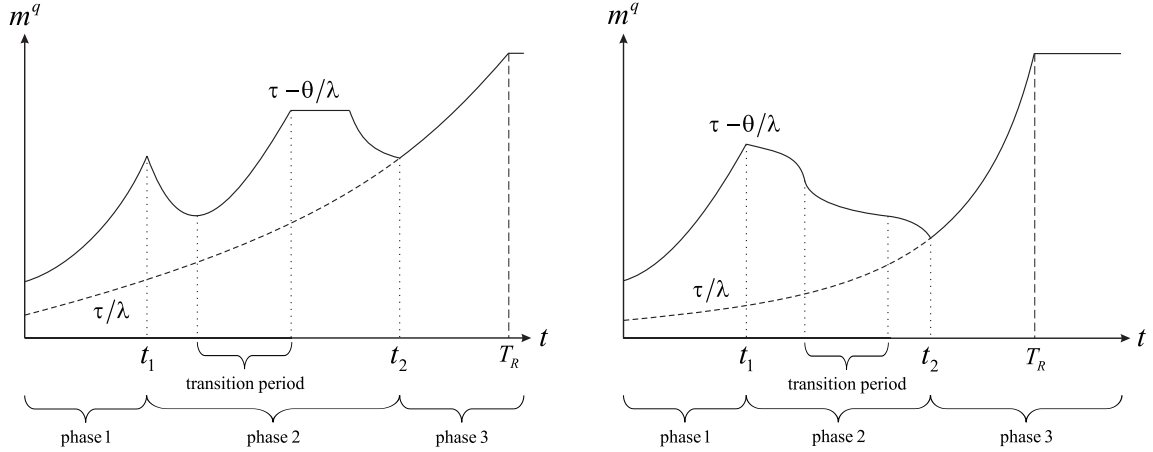 m^q
τ −θ/λ
τ/λ
t
t_1
t_2
T_R
transition period
phase 1
phase 2
phase 3
m^q
τ −θ/λ
τ/λ
t
t_1
t_2
T_R
transition period
phase 1
phase 2
phase 3